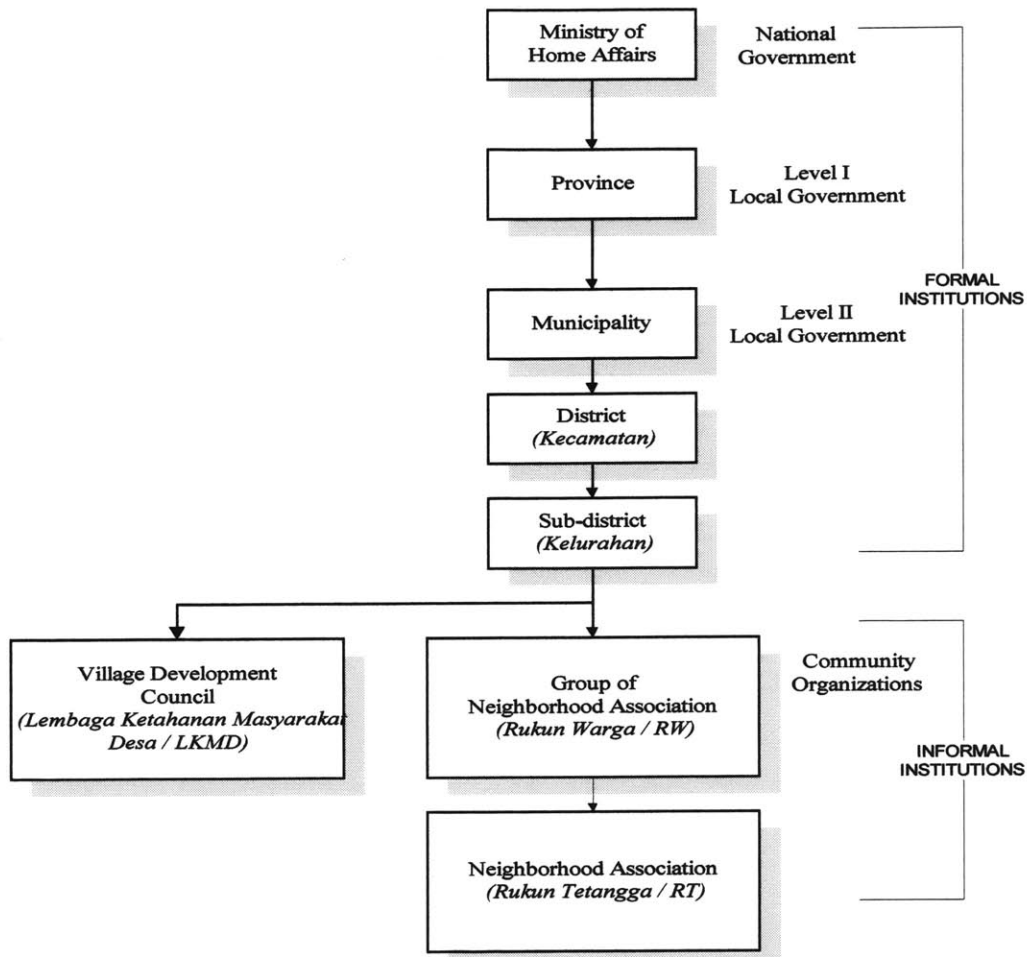 Ministry of
Home Affairs
National
Government
Province
Level I
Local Government
FORMAL
INSTITUTIONS
Municipality
Level II
Local Government
District
(Kecamatan)
Sub-district
(Kelurahan)
Village Development
Council
(Lembaga Ketahanan Masyarakat
Desa / LKMD)
Group of
Neighborhood Association
(Rukun Warga / RW)
Community
Organizations
INFORMAL
INSTITUTIONS
Neighborhood Association
(Rukun Tetangga / RT)